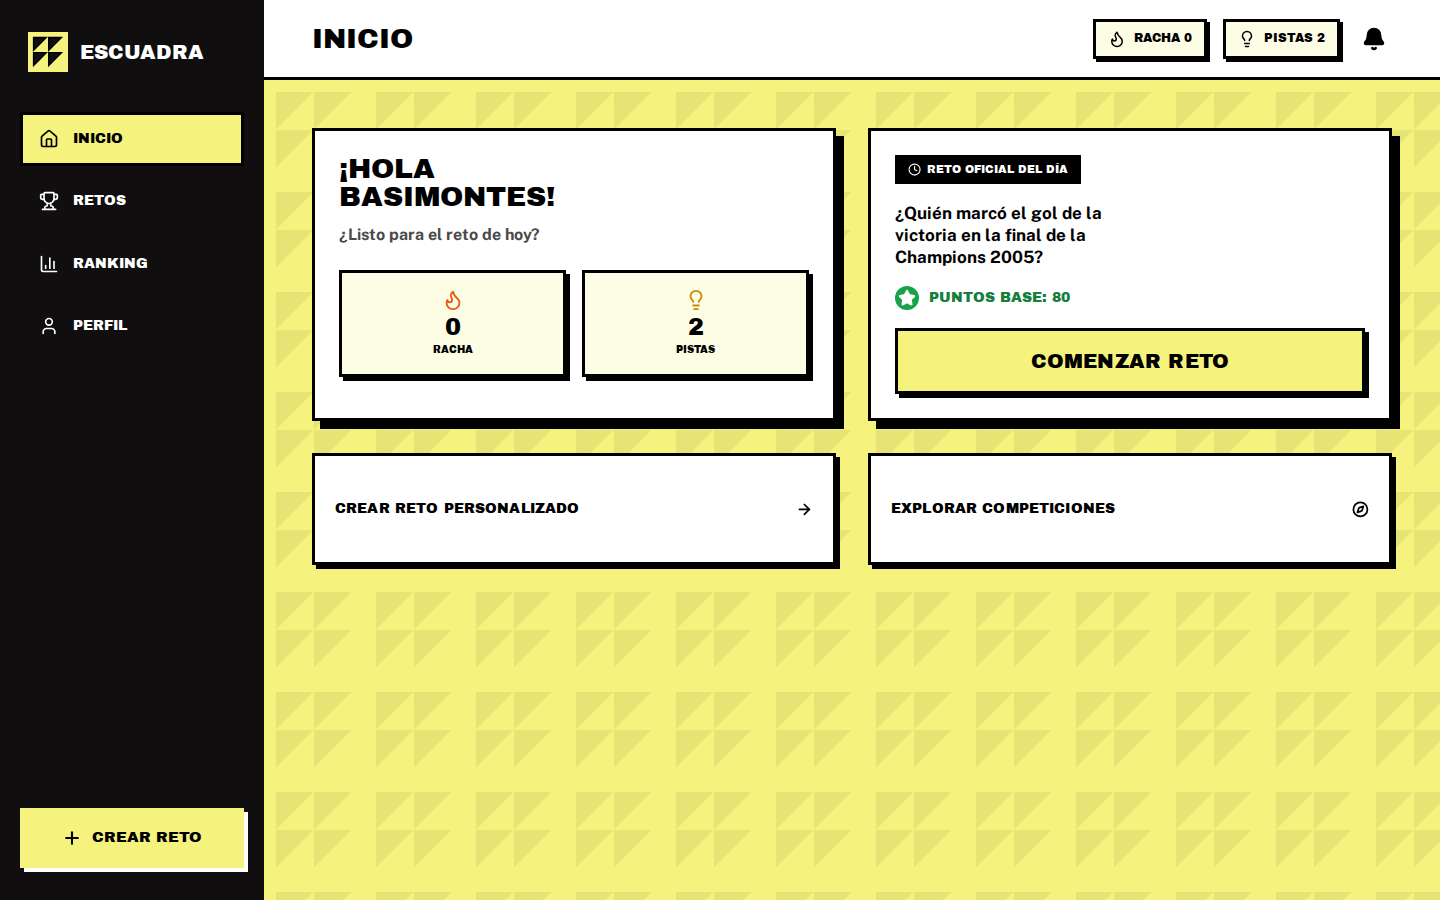 ESCUADRA
INICIO
RETOS
RANKING
PERFIL
CREAR RETO
INICIO
RACHA 0
PISTAS 2
¡HOLA
BASIMONTES!
¿Listo para el reto de hoy?
0
RACHA
2
PISTAS
RETO OFICIAL DEL DÍA
¿Quién marcó el gol de la
victoria en la final de la
Champions 2005?
PUNTOS BASE: 80
COMENZAR RETO
CREAR RETO PERSONALIZADO
EXPLORAR COMPETICIONES